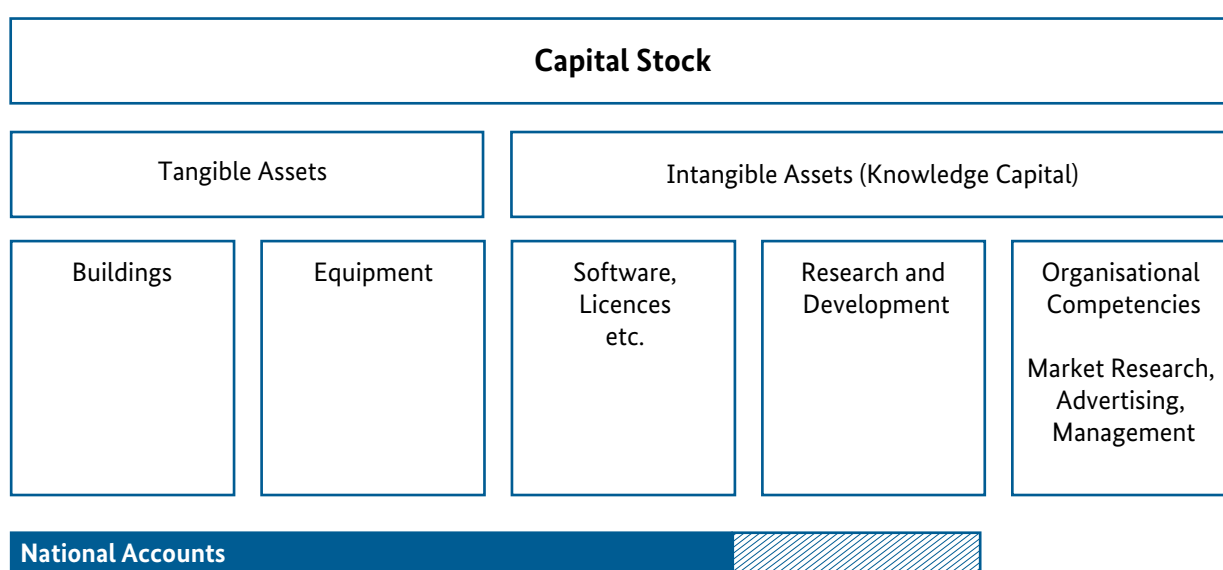 Capital Stock
Tangible Assets
Intangible Assets (Knowledge Capital)
Buildings
Equipment
Software,
Licences
etc.
Research and
Development
Organisational
Competencies
Market Research,
Advertising,
Management
National Accounts